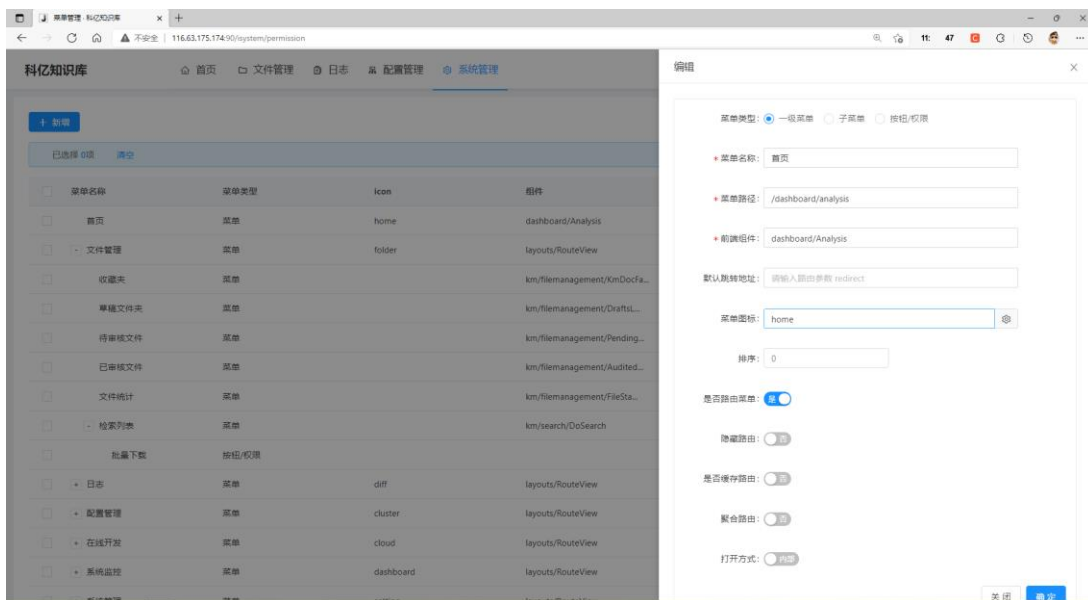 菜单管理 · 科亿知识库
不安全 | 116.63.175.174:90/isystem/permission
11: 47
科亿知识库 首页 文件管理 日志 配置管理 系统管理
+ 新增
已选择 0项 清空
菜单名称 菜单类型 icon 组件
首页 菜单 home dashboard/Analysis
文件管理 菜单 folder layouts/RouteView
收藏夹 菜单 km/filemanagement/KmDocFa...
草稿文件夹 菜单 km/filemanagement/DraftsL...
待审核文件 菜单 km/filemanagement/Pending...
已审核文件 菜单 km/filemanagement/Audited...
文件统计 菜单 km/filemanagement/FileSta...
检索列表 菜单 km/search/DoSearch
批量下载 按钮/权限
日志 菜单 diff layouts/RouteView
配置管理 菜单 cluster layouts/RouteView
在线开发 菜单 cloud layouts/RouteView
系统监控 菜单 dashboard layouts/RouteView
编辑
菜单类型: 一级菜单 子菜单 按钮/权限
* 菜单名称: 首页
* 菜单路径: /dashboard/analysis
* 前端组件: dashboard/Analysis
默认跳转地址: 请输入路由参数 redirect
菜单图标: home
排序: 0
是否路由菜单: 是
隐藏路由: 否
是否缓存路由: 否
聚合路由: 否
打开方式: 内部
关 闭 确 定